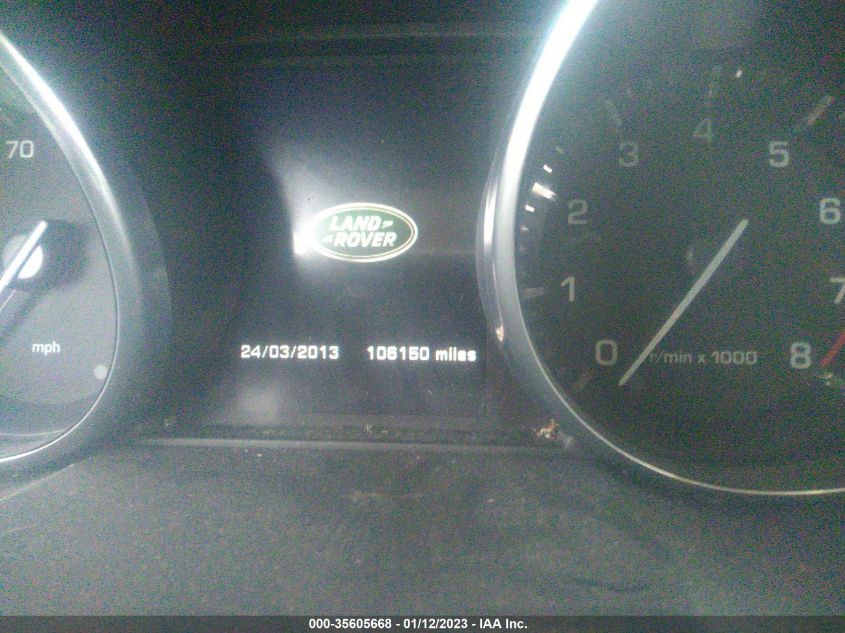 70
mph
LAND
ROVER
24/03/2013 106150 miles
0 1 2 3 4 5 6 7 8
r/min x 1000
000-35605668 - 01/12/2023 - IAA Inc.